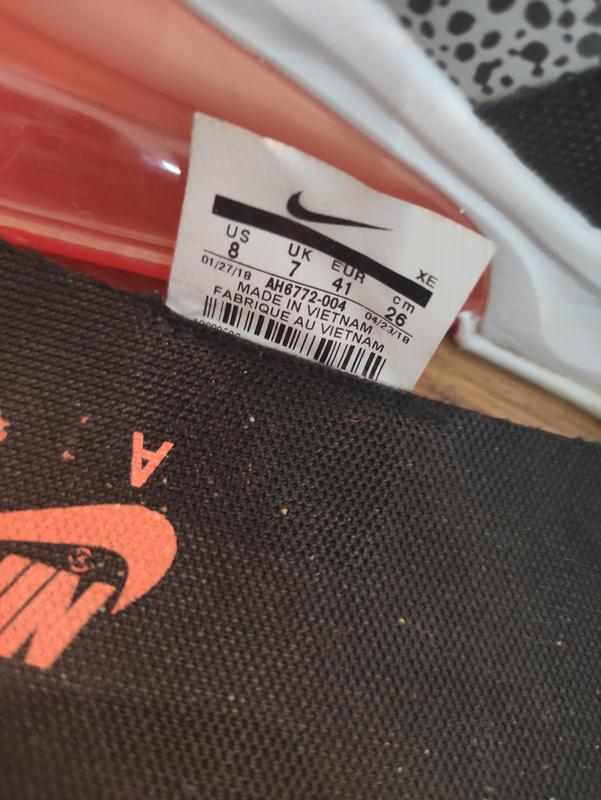 XE
US UK EUR cm
8 7 41 26
01/27/18 AH6772-004 04/23/18
MADE IN VIETNAM
FABRIQUE AU VIETNAM
A